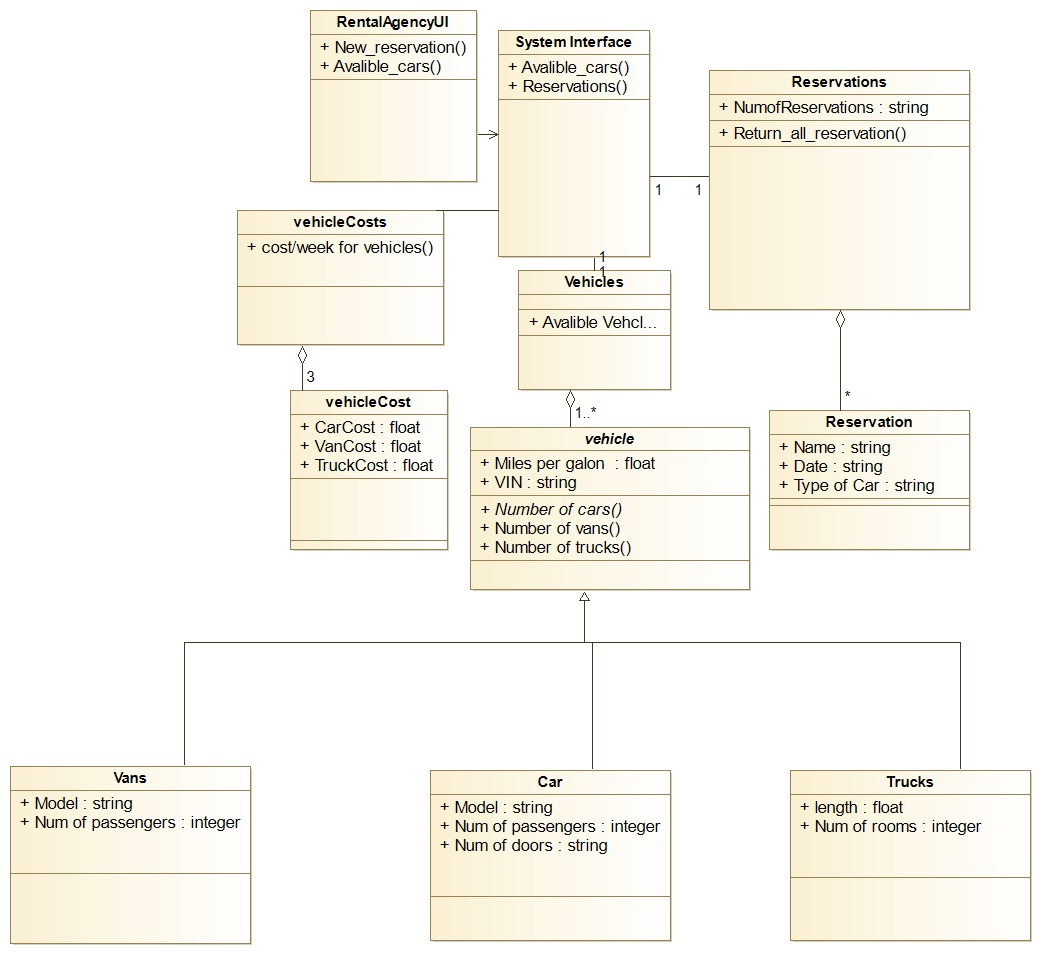 RentalAgencyUI
+ New_reservation()
+ Avalible_cars()
System Interface
+ Avalible_cars()
+ Reservations()
Reservations
+ NumofReservations : string
+ Return_all_reservation()
1
1
vehicleCosts
+ cost/week for vehicles()
1
1
Vehicles
+ Avalible Vehcl...
3
1..*
*
vehicleCost
+ CarCost : float
+ VanCost : float
+ TruckCost : float
vehicle
+ Miles per galon : float
+ VIN : string
+ Number of cars()
+ Number of vans()
+ Number of trucks()
Reservation
+ Name : string
+ Date : string
+ Type of Car : string
Vans
+ Model : string
+ Num of passengers : integer
Car
+ Model : string
+ Num of passengers : integer
+ Num of doors : string
Trucks
+ length : float
+ Num of rooms : integer